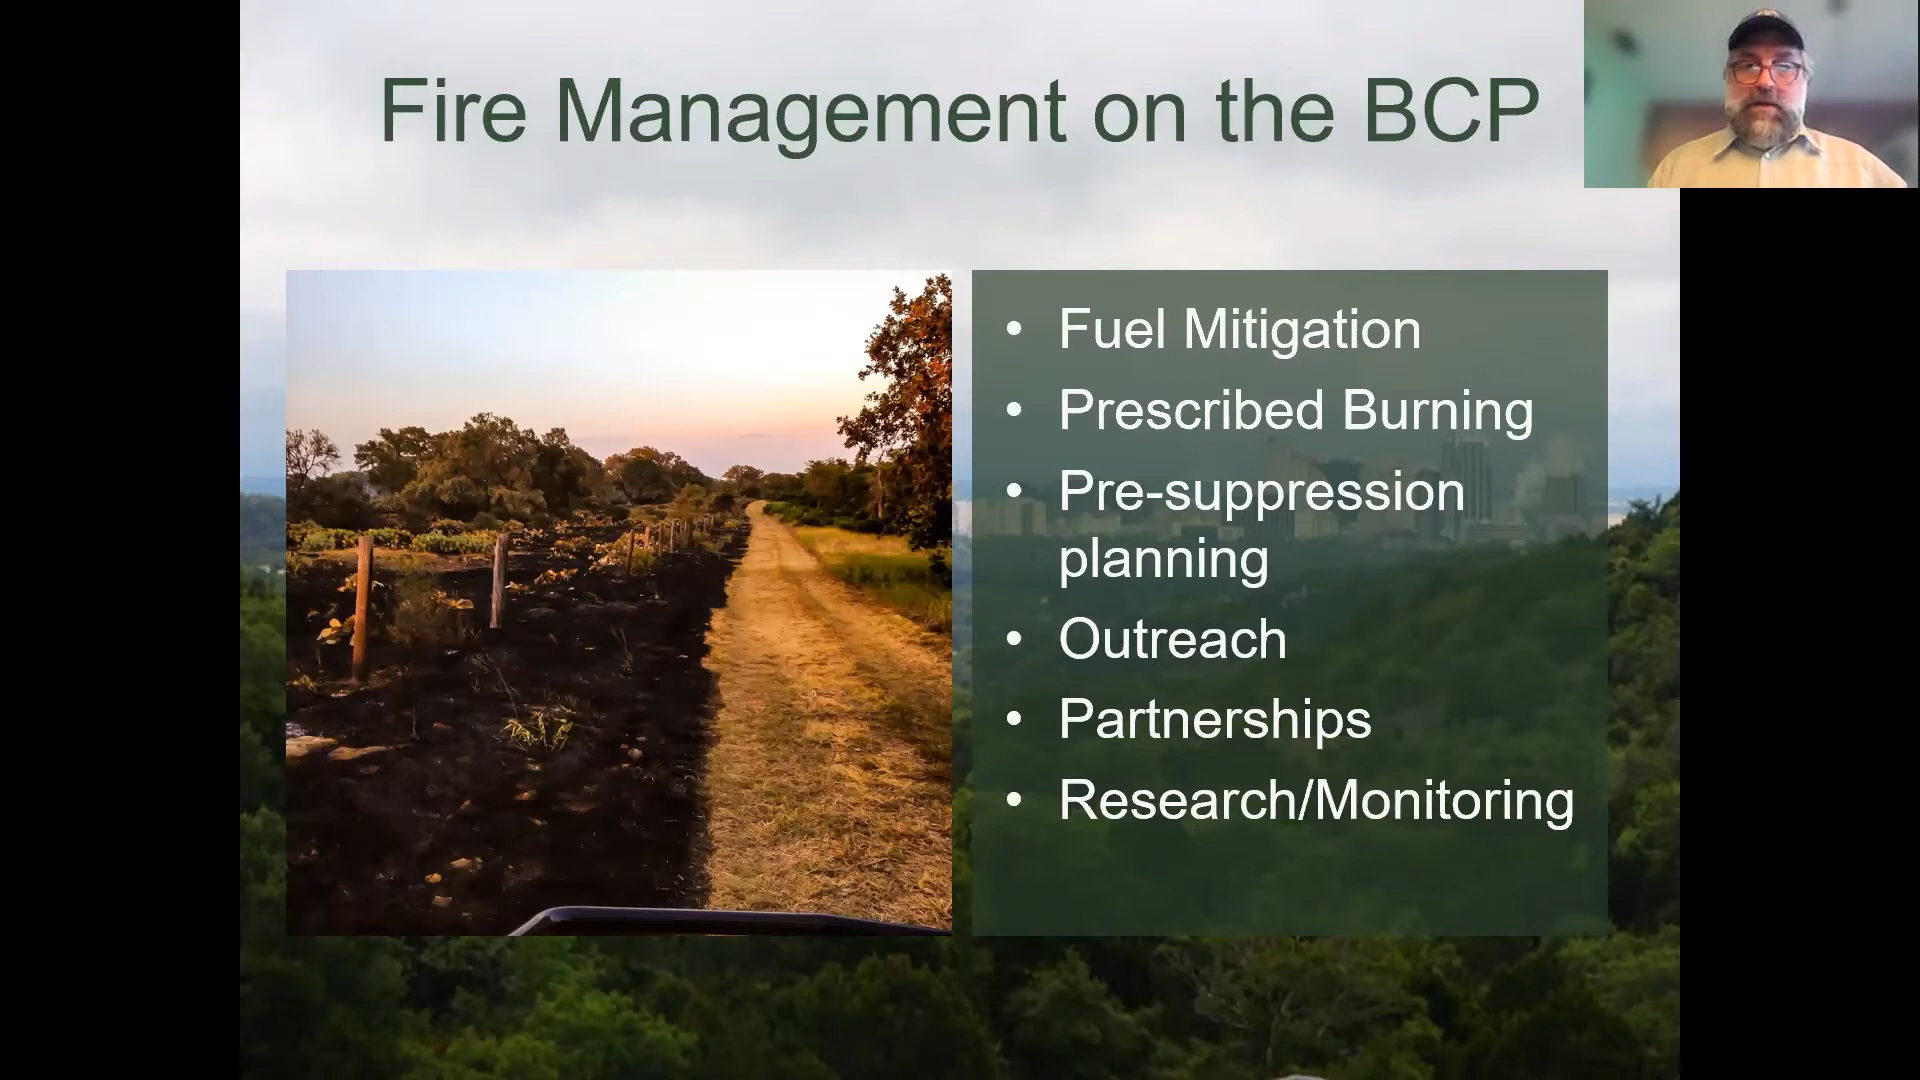 Fire Management on the BCP
• Fuel Mitigation
• Prescribed Burning
• Pre-suppression
planning
• Outreach
• Partnerships
• Research/Monitoring